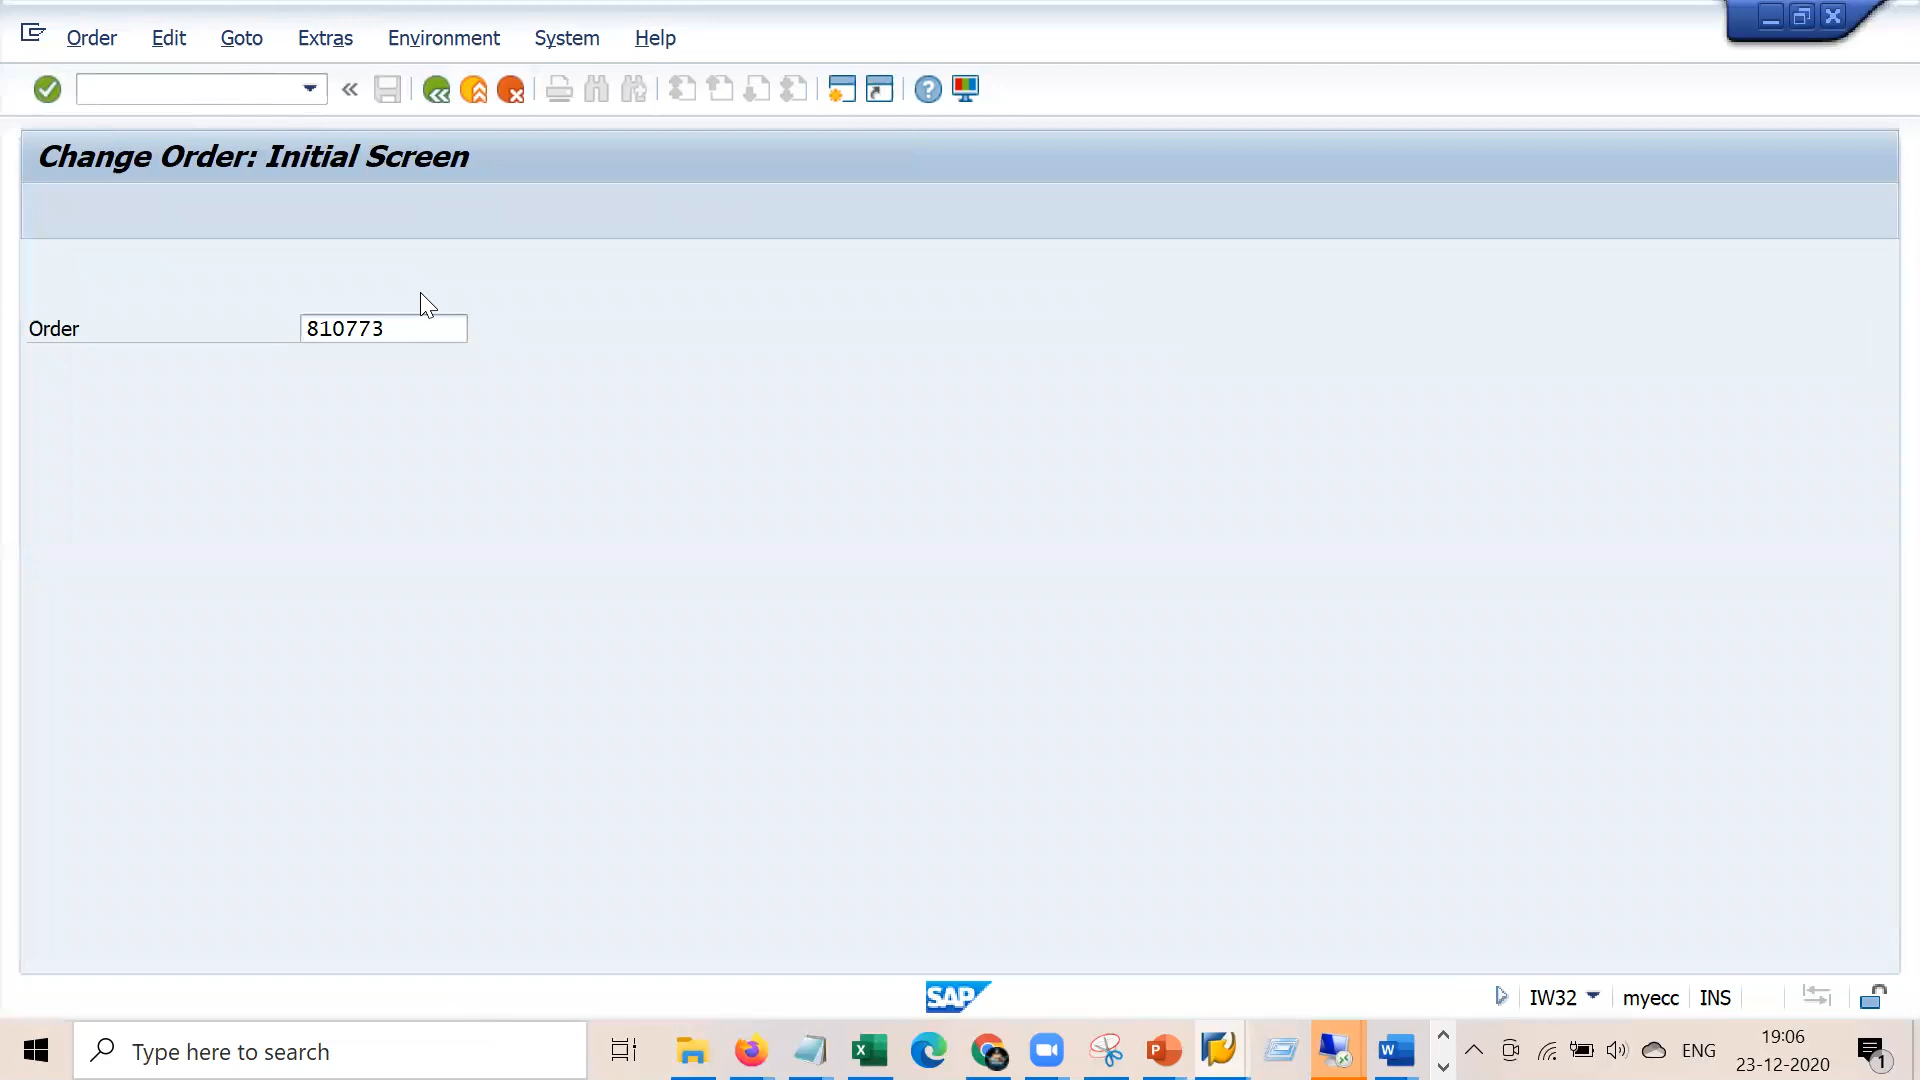 Order Edit Goto Extras Environment System Help
Change Order: Initial Screen
Order 810773
SAP
IW32 myecc INS
Type here to search
ENG
19:06
23-12-2020
1